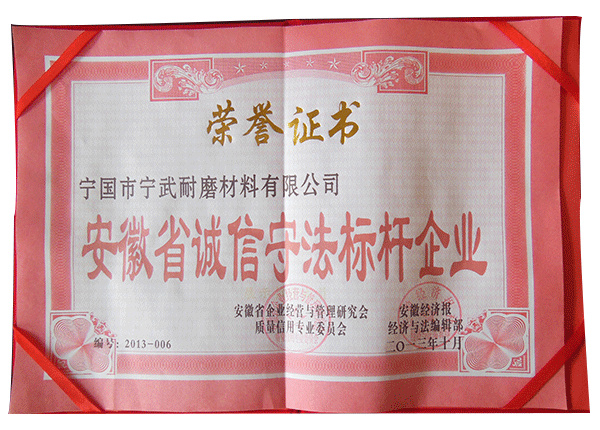 荣誉证书
宁国市宁武耐磨材料有限公司
安徽省诚信守法标杆企业
安徽省企业经营与管理研究会
质量信用专业委员会
安徽经济报
经济与法编辑部
二〇一三年十月
编号:2013-006